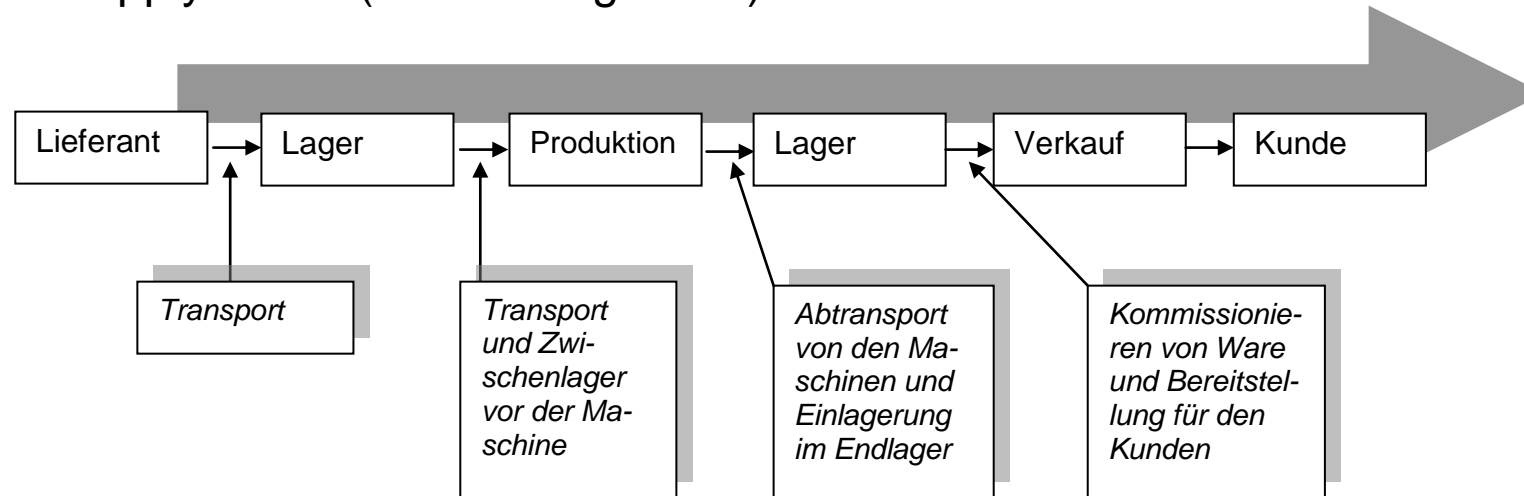 Lieferant
Lager
Produktion
Lager
Verkauf
Kunde
Transport
Transport
und Zwi-
schenlager
vor der Ma-
schine
Abtransport
von den Ma-
schinen und
Einlagerung
im Endlager
Kommissionie-
ren von Ware
und Bereitstel-
lung für den
Kunden